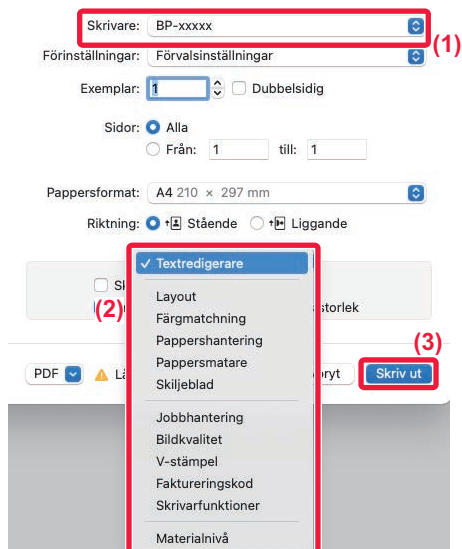 Skrivare: BP-xxxxx
(1)
Förinställningar: Förvalsinställningar
Exemplar: 1 Dubbelsidig
Sidor: Alla
Från: 1 till: 1
Pappersformat: A4 210 × 297 mm
Riktning: Stående Liggande
✓ Textredigerare
Layout
(2)
Färgmatchning
Pappershantering
Pappersmatare
Skiljeblad
(3)
PDF Skriv ut
Jobbhantering
Bildkvalitet
V-stämpel
Faktureringskod
Skrivarfunktioner
Materialnivå